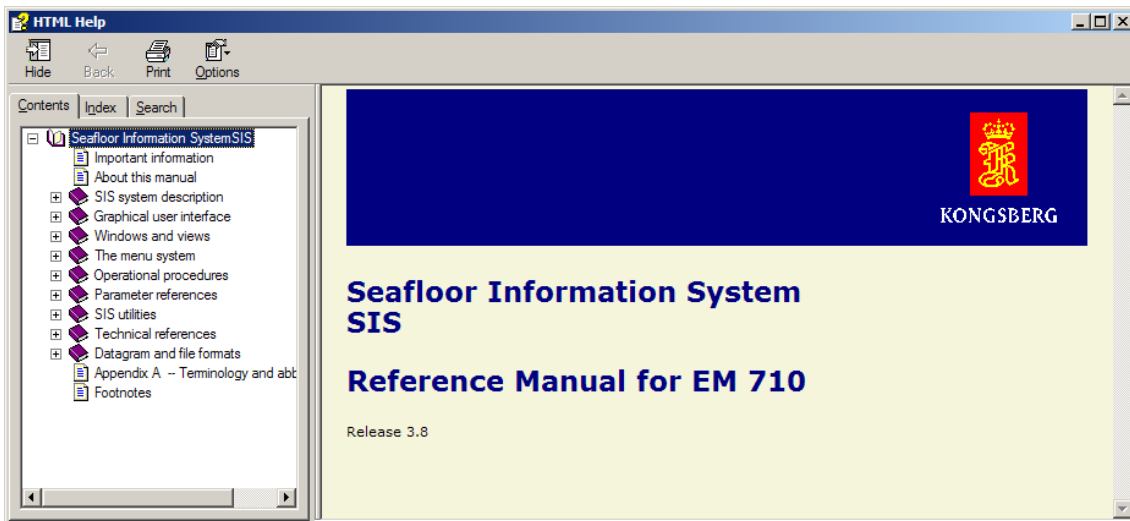 HTML Help
Hide Back Print Options
Contents Index Search
Seafloor Information SystemSIS
Important information
About this manual
SIS system description
Graphical user interface
Windows and views
The menu system
Operational procedures
Parameter references
SIS utilities
Technical references
Datagram and file formats
Appendix A -- Terminology and abb
Footnotes
KONGSBERG
Seafloor Information System
SIS
Reference Manual for EM 710
Release 3.8